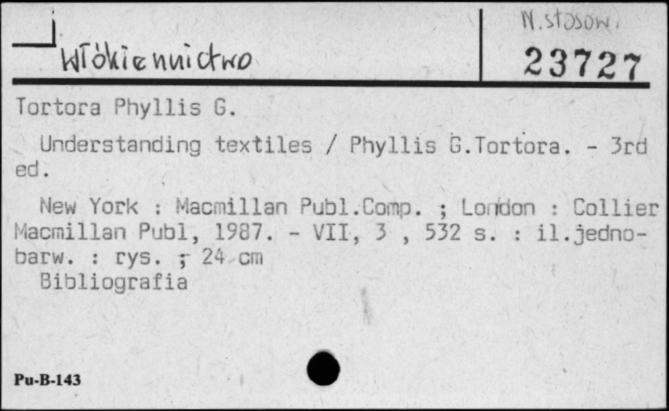 N.stosow.
Włókiennictwo
23727
Tortora Phyllis G.
Understanding textiles / Phyllis G.Tortora. - 3rd
ed.
New York : Macmillan Publ.Comp. ; London : Collier
Macmillan Publ, 1987. - VII, 3 , 532 s. : il.jedno-
barw. : rys. ; 24 cm
Bibliografia
Pu-B-143